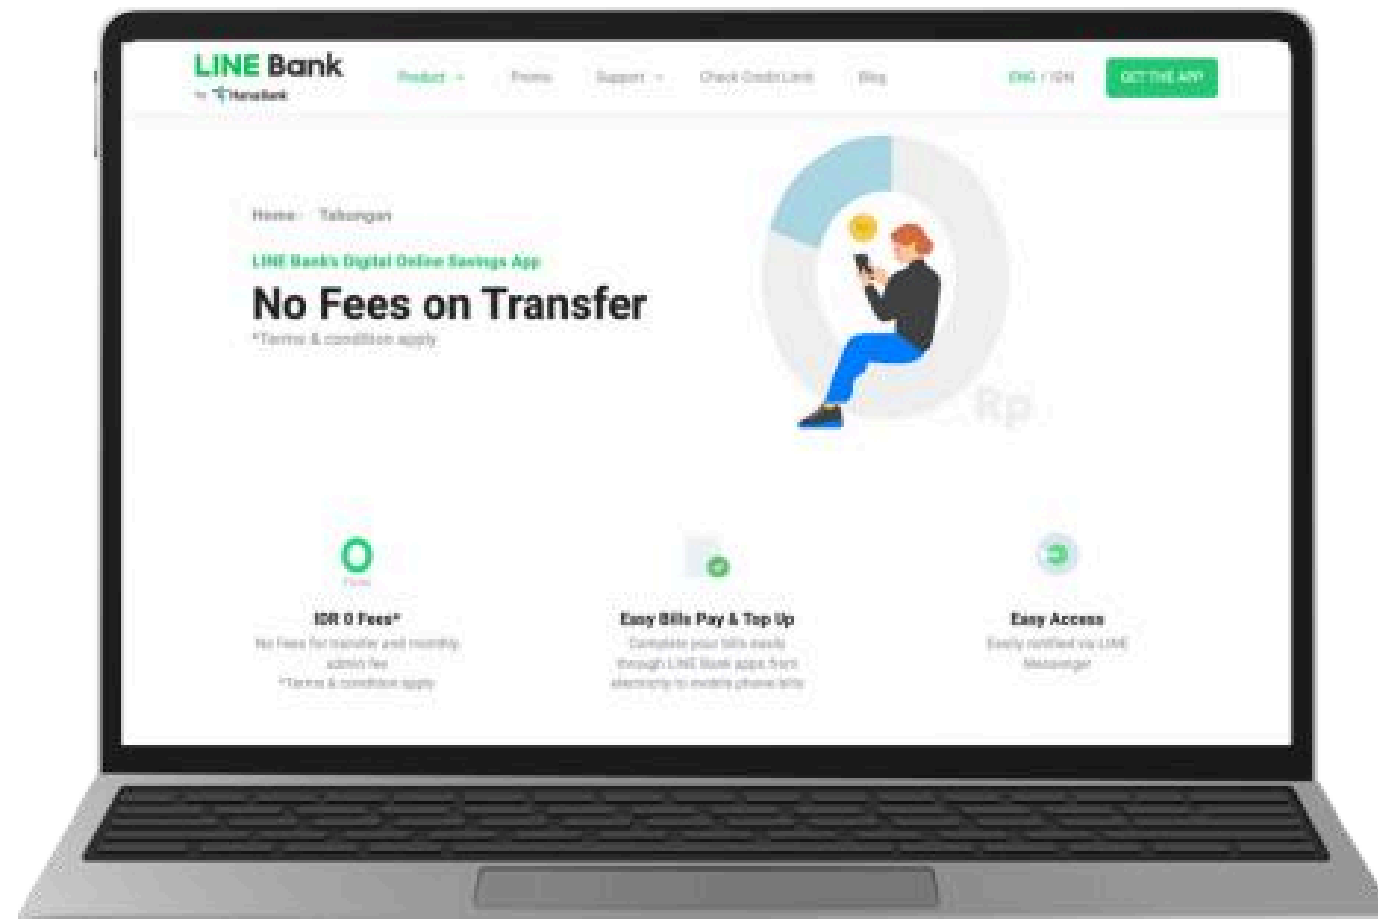 LINE Bank
by HanaBank
Product
Promo
Support
Check Credit Limit
Blog
ENG / IDN
GET THE APP
Home Tabungan
LINE Bank's Digital Online Savings App
No Fees on Transfer
*Terms & condition apply
Rp
0
IDR 0 Fees*
No Fees for transfer and monthly
admin fee
*Terms & condition apply
Easy Bills Pay & Top Up
Complete your bills easily
through LINE Bank apps from
electricity to mobile phone bills
Easy Access
Easily notified via LINE
Messenger